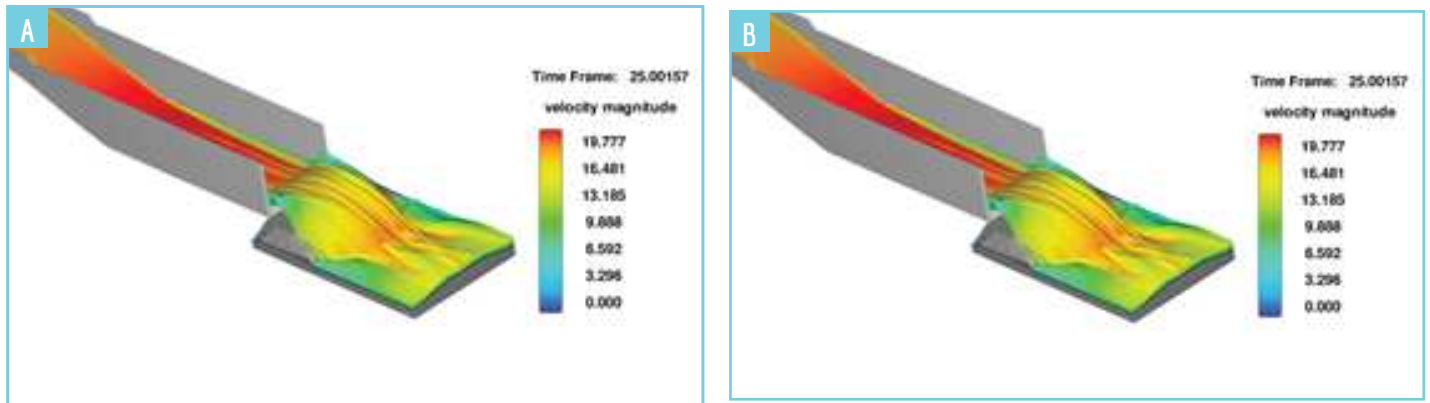 A
Time Frame: 25.00157
velocity magnitude
19.777
16.481
13.185
9.888
6.592
3.296
0.000
B
Time Frame: 25.00157
velocity magnitude
19.777
16.481
13.185
9.888
6.592
3.296
0.000